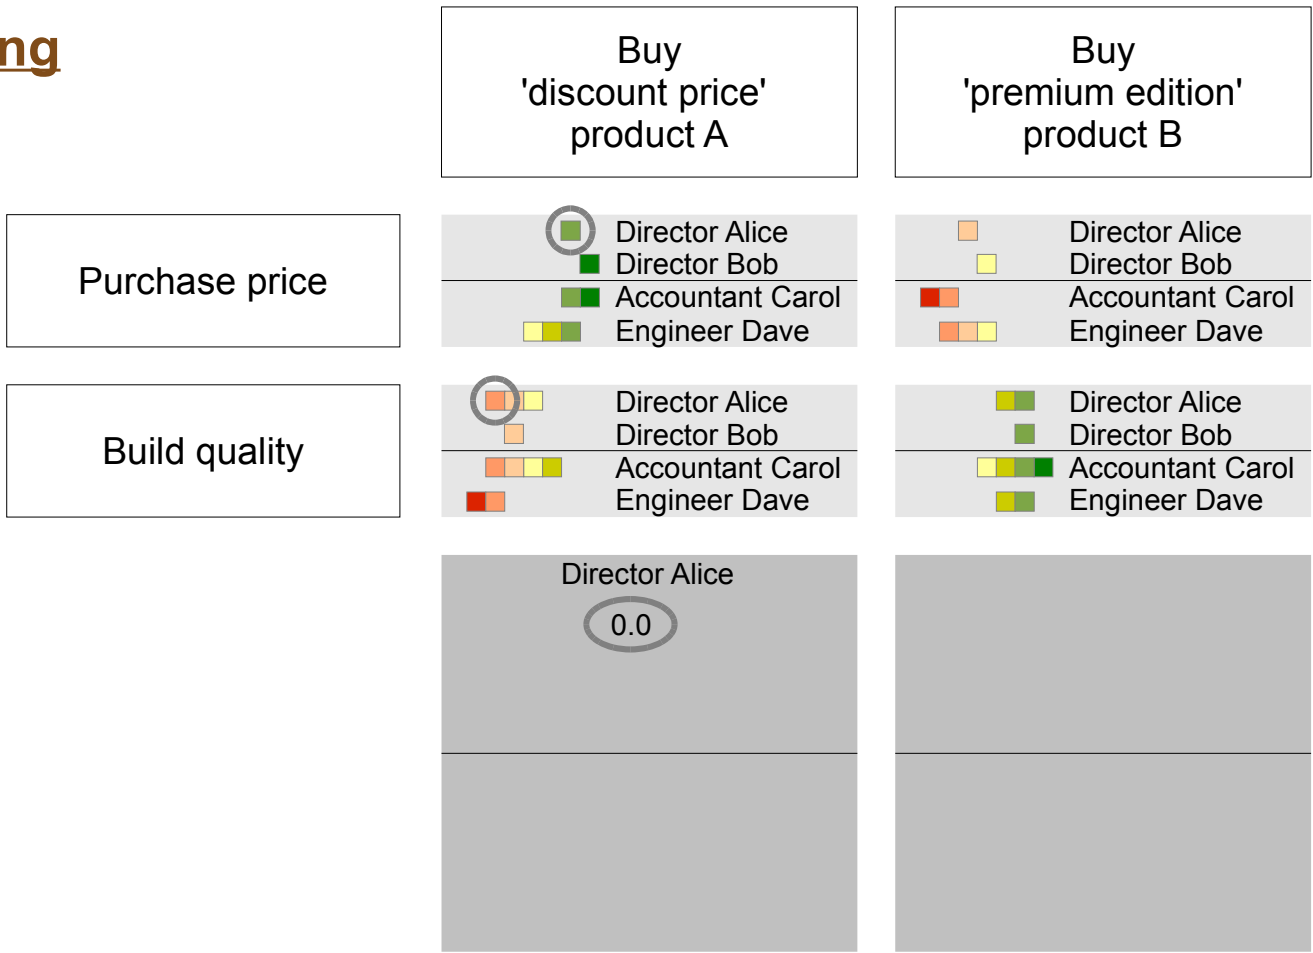 ng
Buy
'discount price'
product A
Buy
'premium edition'
product B
Purchase price
Director Alice
Director Bob
Accountant Carol
Engineer Dave
Director Alice
Director Bob
Accountant Carol
Engineer Dave
Build quality
Director Alice
Director Bob
Accountant Carol
Engineer Dave
Director Alice
Director Bob
Accountant Carol
Engineer Dave
Director Alice
0.0